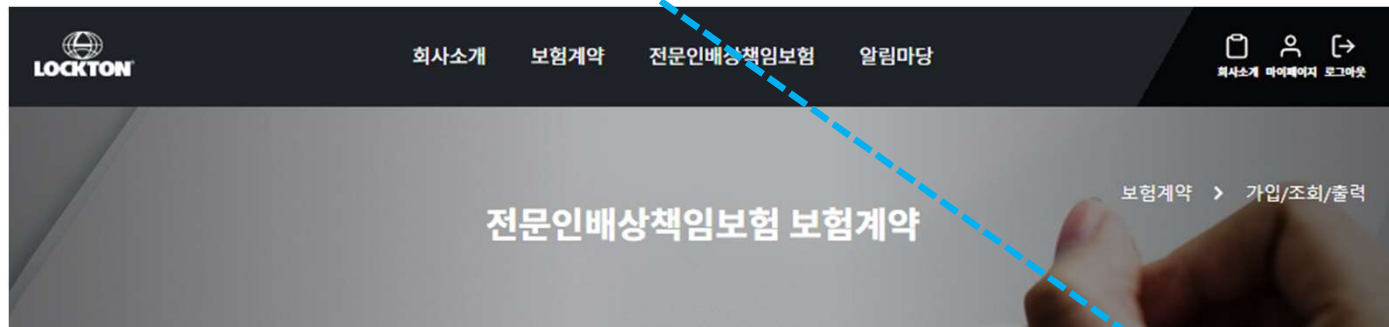 LOCKTON
회사소개 보험계약 전문인배상책임보험 알림마당
회사소개 마이페이지 로그아웃
보험계약 > 가입/조회/출력
전문인배상책임보험 보험계약